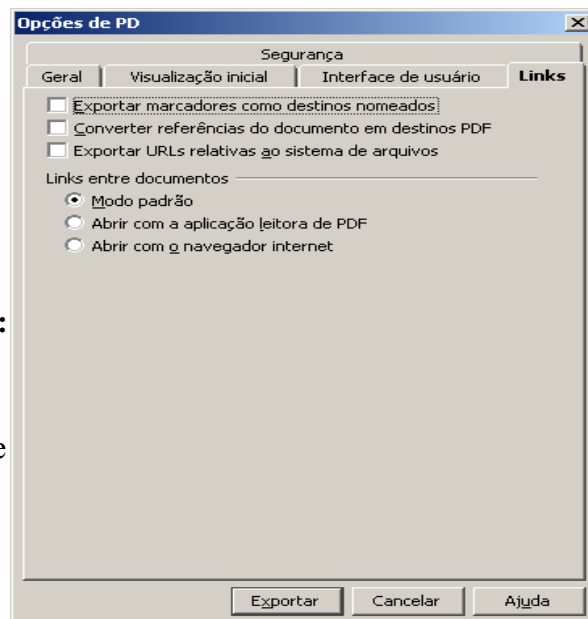 Opções de PD
Segurança
Geral Visualização inicial Interface de usuário Links
Exportar marcadores como destinos nomeados
Converter referências do documento em destinos PDF
Exportar URLs relativas ao sistema de arquivos
Links entre documentos
Modo padrão
Abrir com a aplicação leitora de PDF
Abrir com o navegador internet
:
e
Exportar Cancelar Ajuda